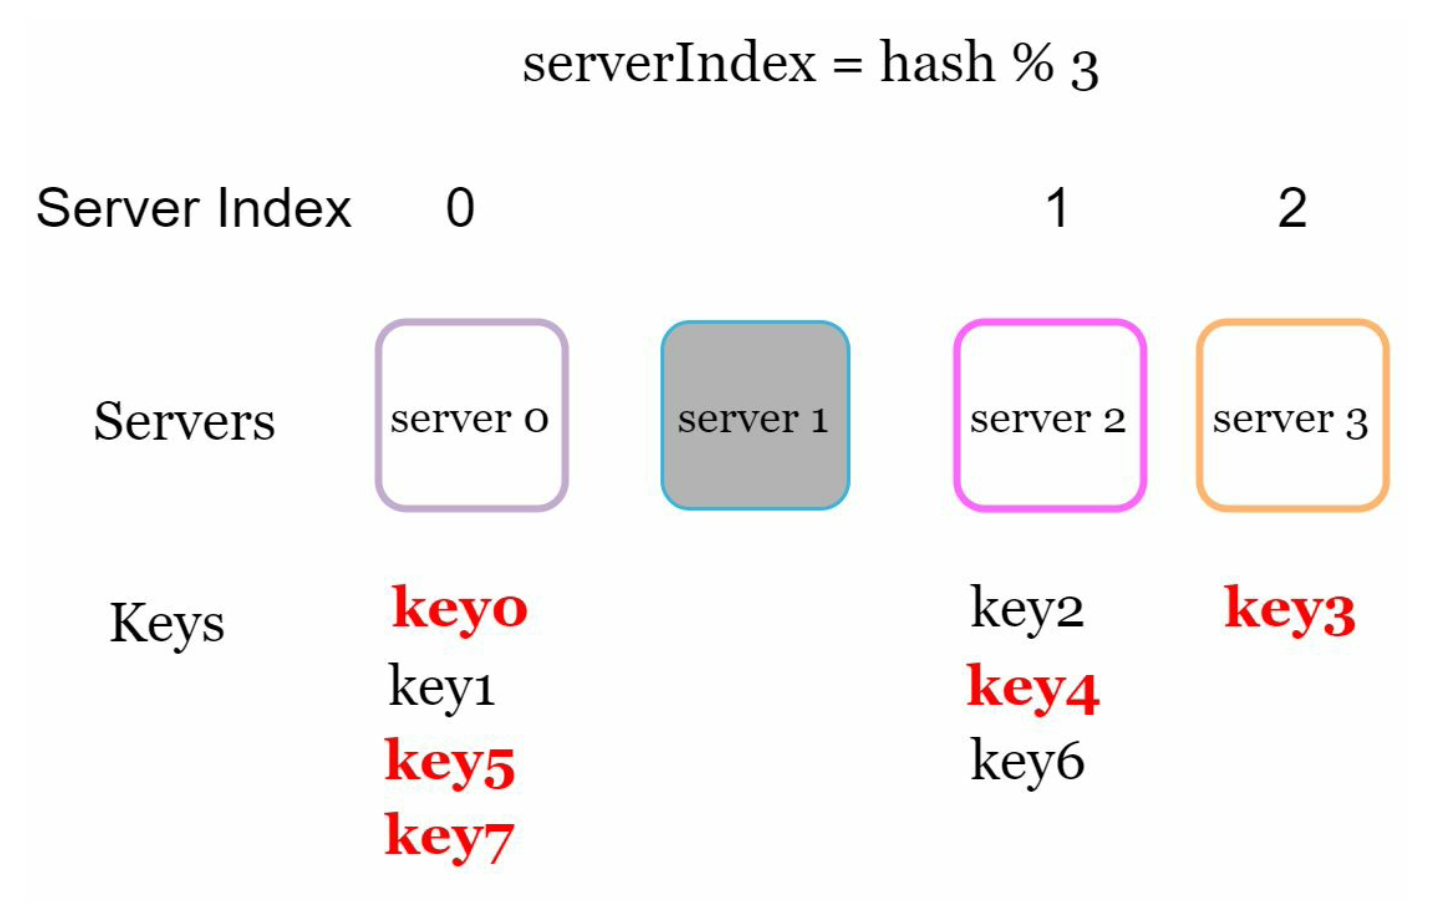 serverIndex = hash % 3
Server Index 0 1 2
Servers server 0 server 1 server 2 server 3
Keys key0 key2 key3
key1 key4
key5 key6
key7